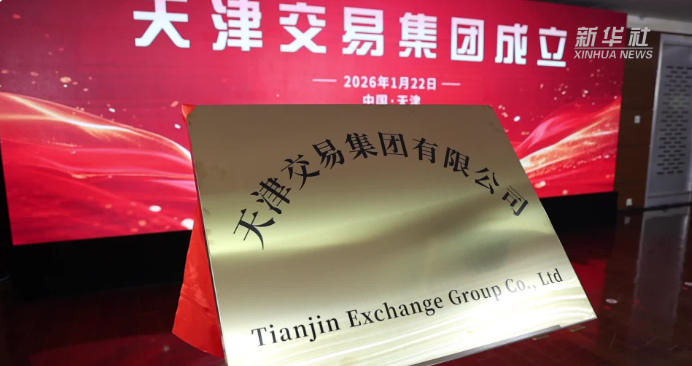 天津交易集团成立
新华社
XINHUA NEWS
2026年1月22日
中国·天津
天津交易集团有限公司
Tianjin Exchange Group Co., Ltd